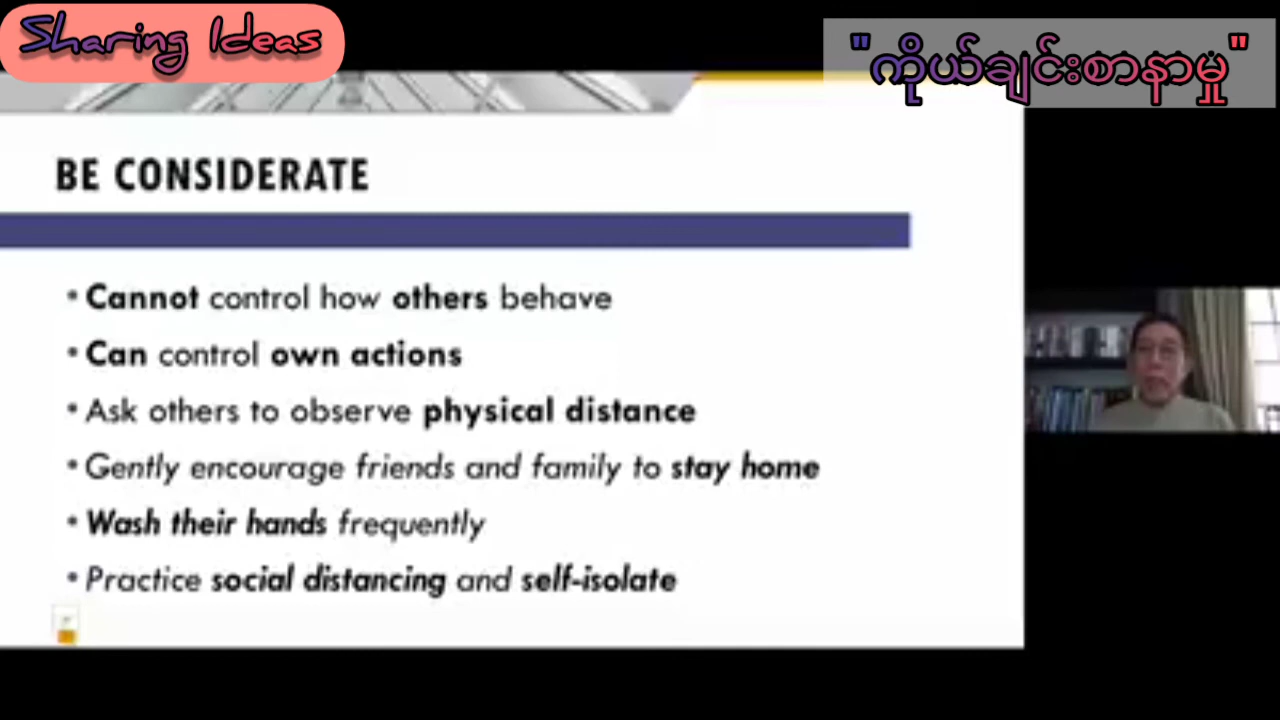 Sharing Ideas
"ကိုယ်ချင်းစာနာမှု"
BE CONSIDERATE
• Cannot control how others behave
• Can control own actions
• Ask others to observe physical distance
• Gently encourage friends and family to stay home
• Wash their hands frequently
• Practice social distancing and self-isolate